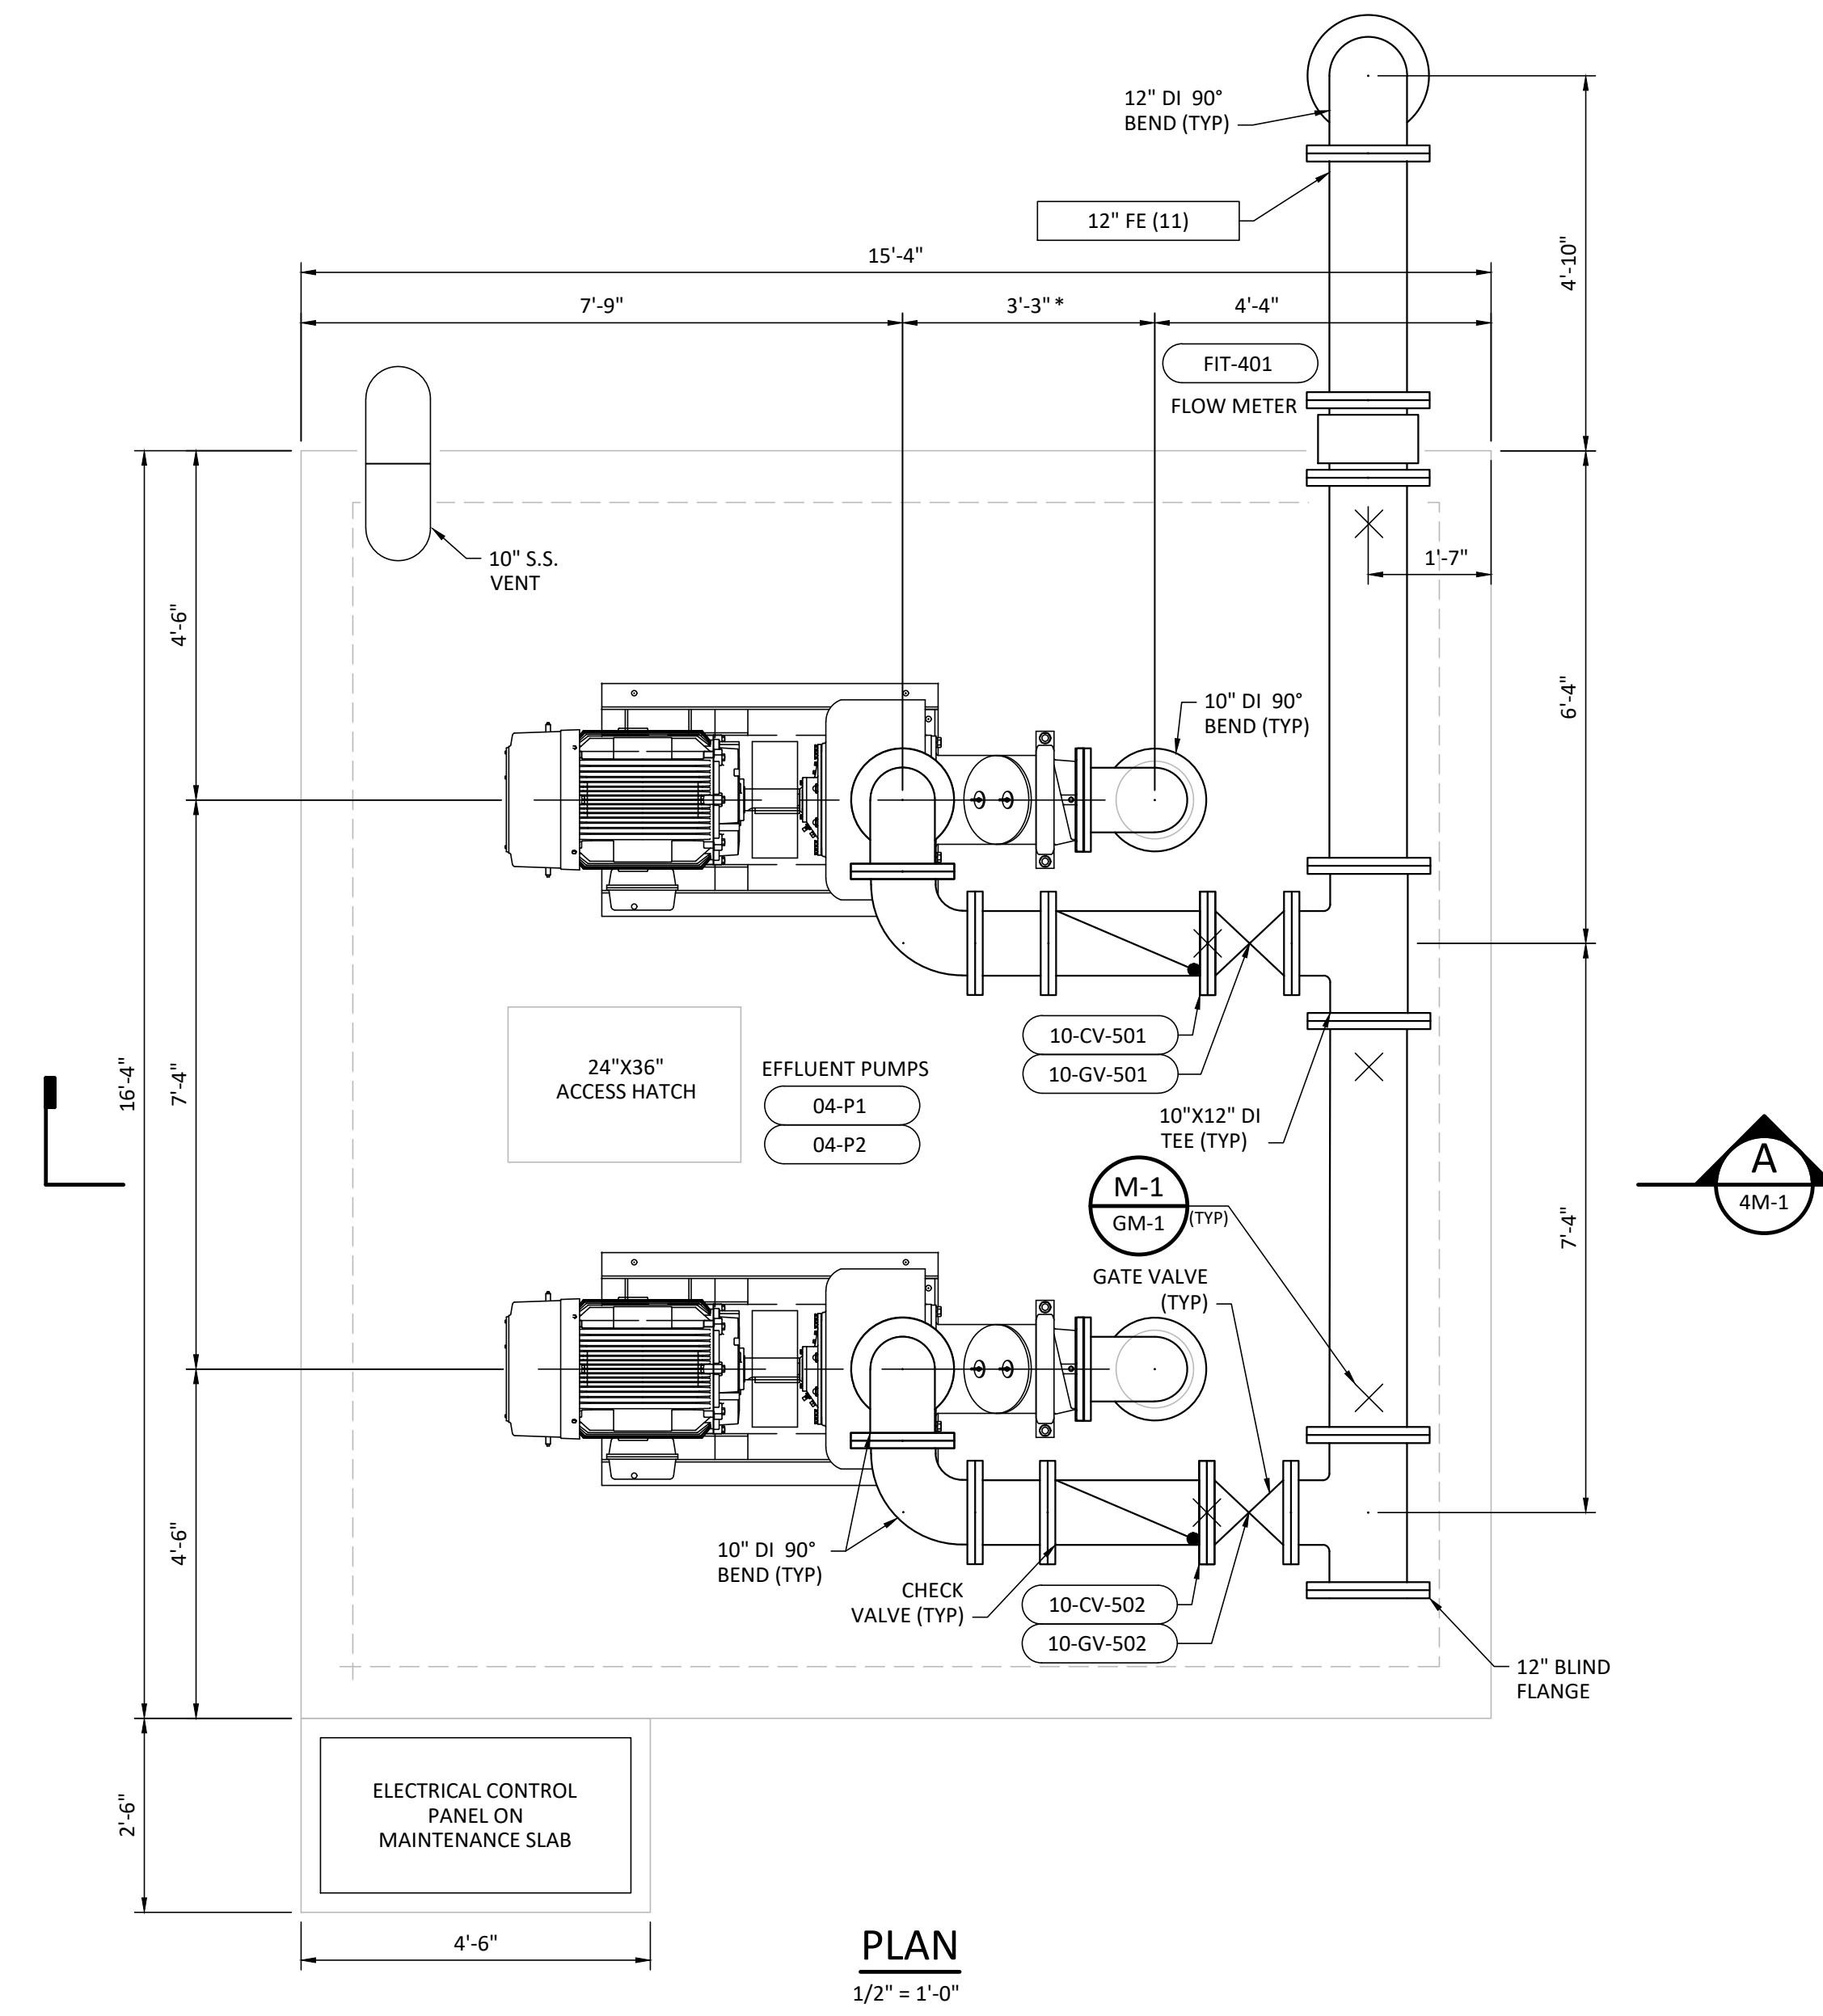 12" DI 90°
BEND (TYP)
12" FE (11)
15'-4"
4'-10"
7'-9"
3'-3" *
4'-4"
FIT-401
FLOW METER
10" S.S.
VENT
1'-7"
4'-6"
6'-4"
10" DI 90°
BEND (TYP)
16'-4"
7'-4"
24"X36"
ACCESS HATCH
EFFLUENT PUMPS
04-P1
04-P2
10-CV-501
10-GV-501
10"X12" DI
TEE (TYP)
A
4M-1
M-1
GM-1
(TYP)
7'-4"
GATE VALVE
(TYP)
4'-6"
10" DI 90°
BEND (TYP)
CHECK
VALVE (TYP)
10-CV-502
10-GV-502
12" BLIND
FLANGE
2'-6"
ELECTRICAL CONTROL
PANEL ON
MAINTENANCE SLAB
4'-6"
PLAN
1/2" = 1'-0"